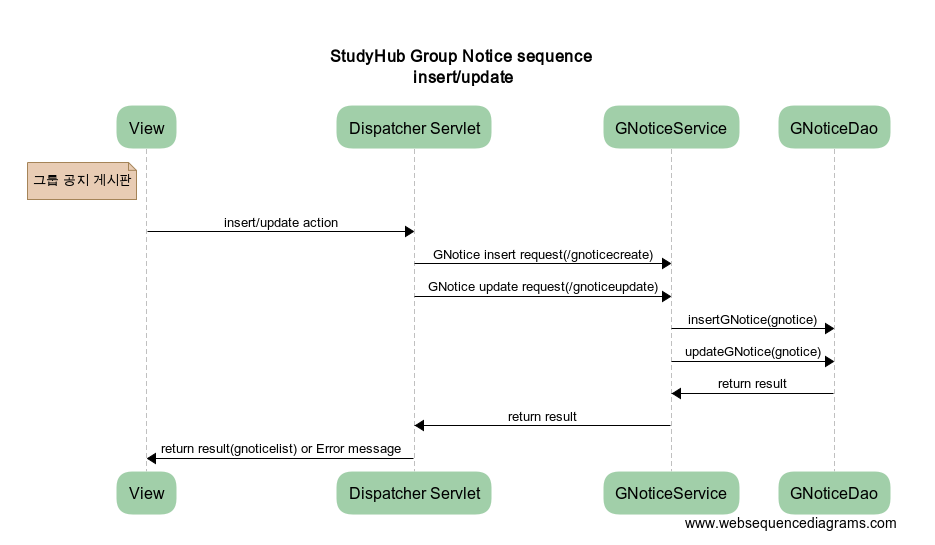 StudyHub Group Notice sequence
insert/update
View
Dispatcher Servlet
GNoticeService
GNoticeDao
그룹 공지 게시판
insert/update action
GNotice insert request(/gnoticecreate)
GNotice update request(/gnoticeupdate)
insertGNotice(gnotice)
updateGNotice(gnotice)
return result
return result
return result(gnoticelist) or Error message
View
Dispatcher Servlet
GNoticeService
GNoticeDao
www.websequencediagrams.com